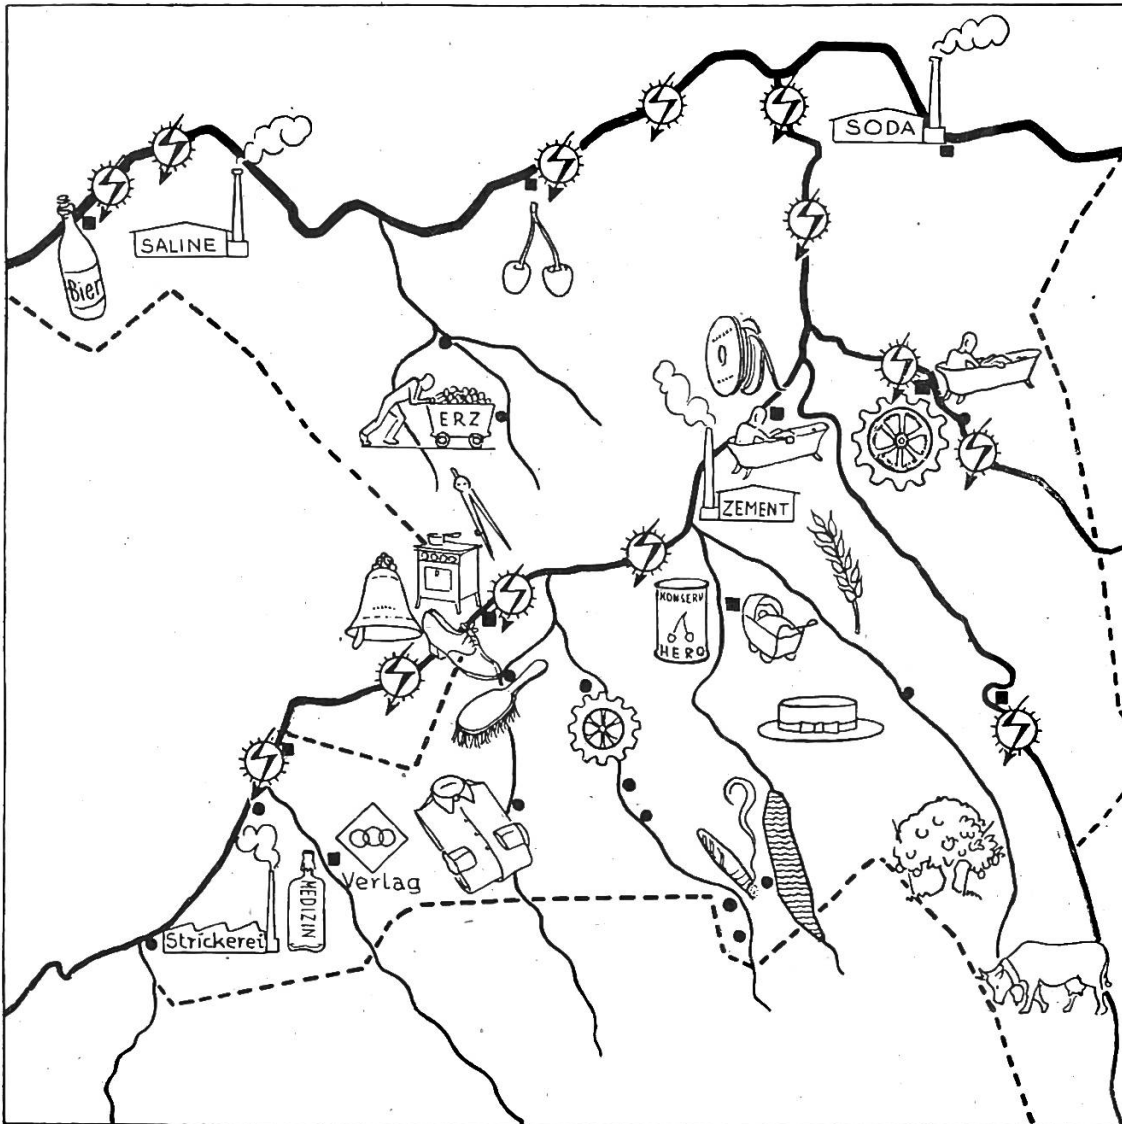 SODA
SALINE
Bier
ERZ
ZEMENT
KONSERV
HERO
Verlag
MEDIZIN
Strickerei